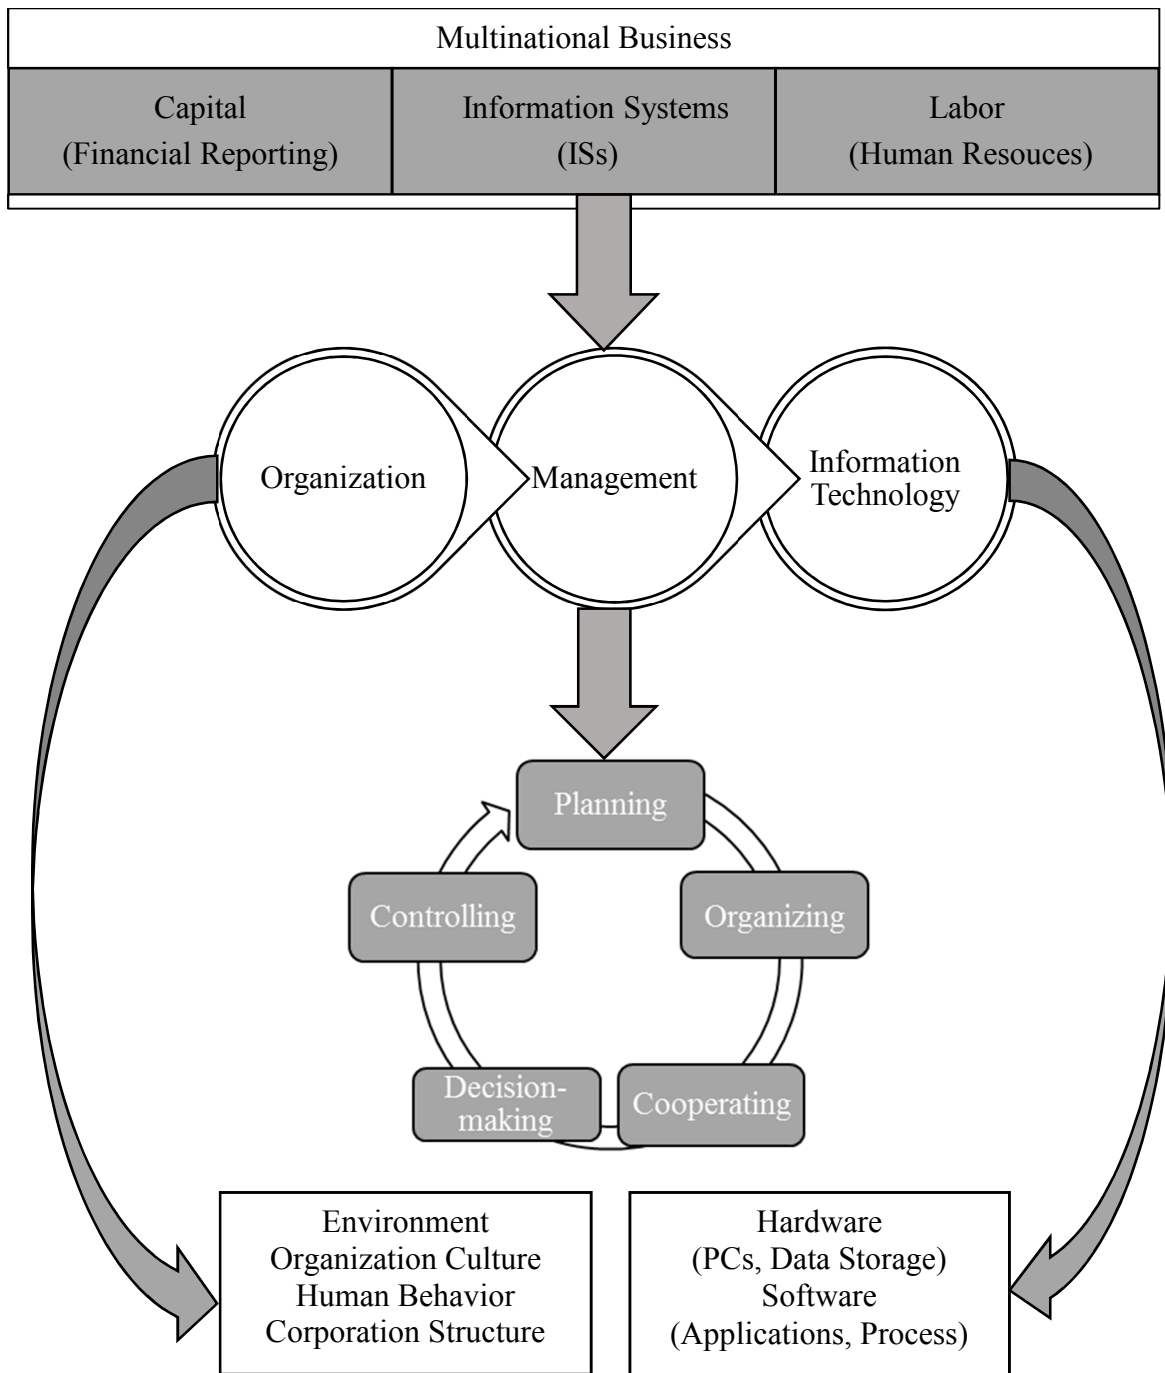 Multinational Business
Capital
(Financial Reporting)
Information Systems
(ISs)
Labor
(Human Resouces)
Organization
Management
Information
Technology
Planning
Organizing
Cooperating
Decision-
making
Controlling
Environment
Organization Culture
Human Behavior
Corporation Structure
Hardware
(PCs, Data Storage)
Software
(Applications, Process)